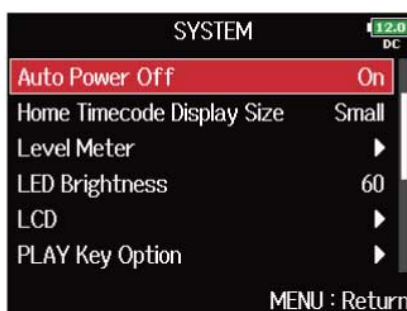 SYSTEM
12.0
DC
Auto Power Off On
Home Timecode Display Size Small
Level Meter
LED Brightness 60
LCD
PLAY Key Option
MENU : Return